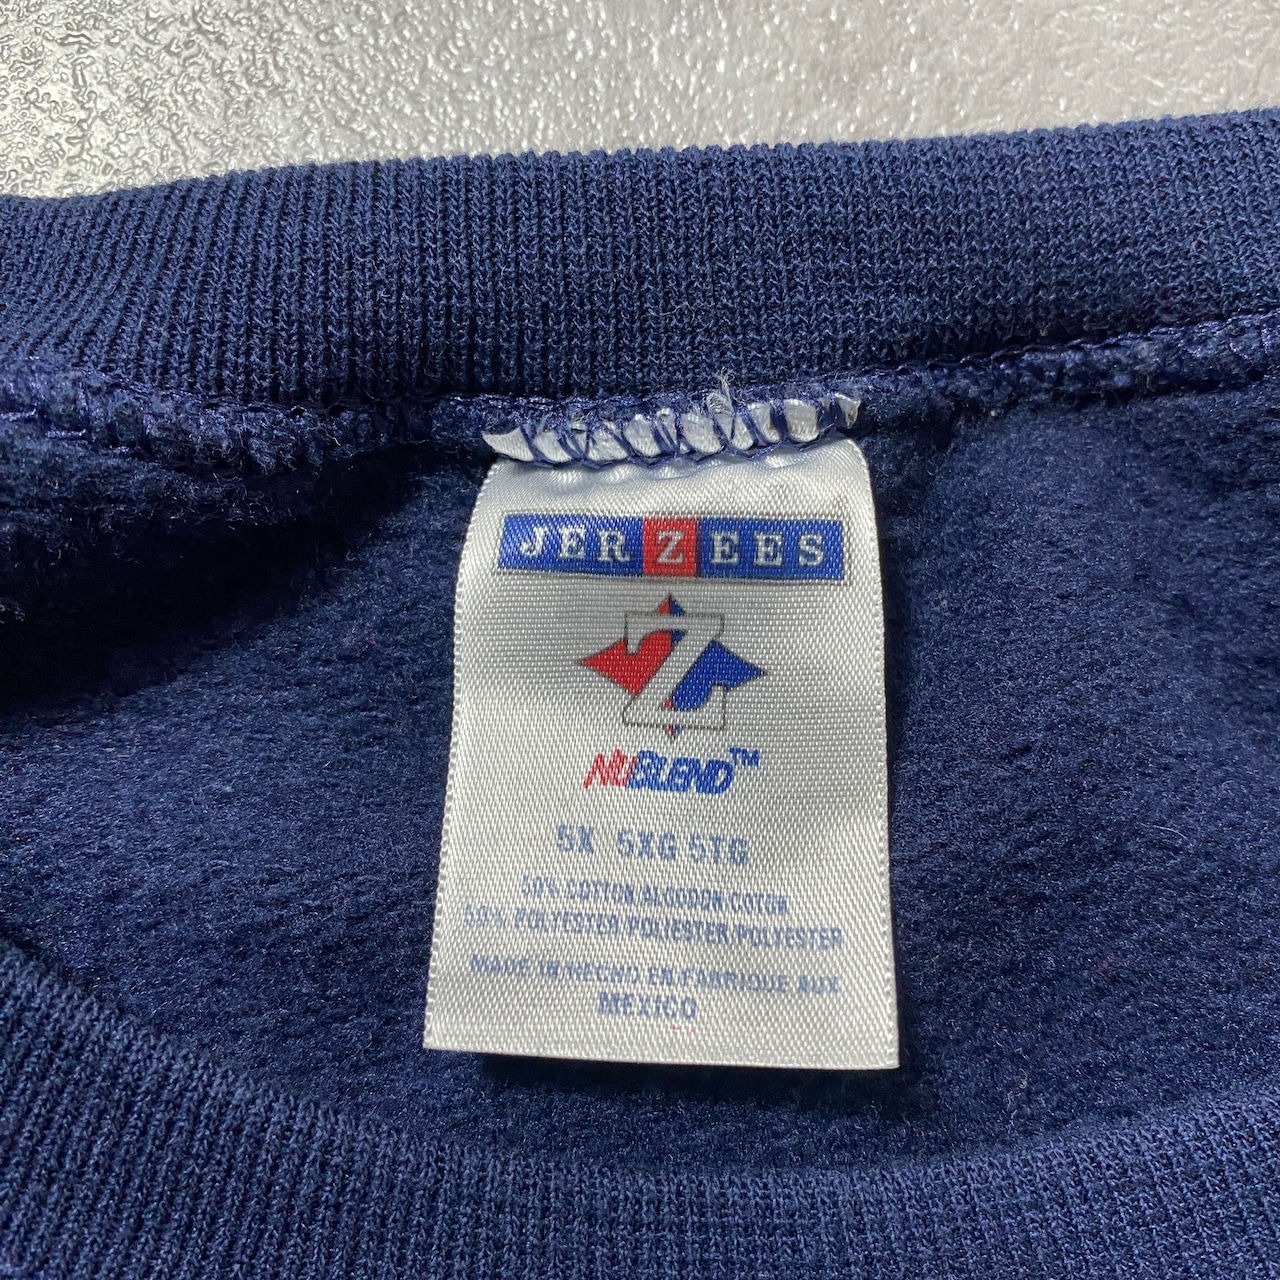 JERZEES
Z
NUBLEND™
5X 5XG 5TG
50% COTTON/ALGODON/COTON
50% POLYESTER/POLIESTER/POLYESTER
MADE IN/HECHO EN/FABRIQUE AUX
MEXICO